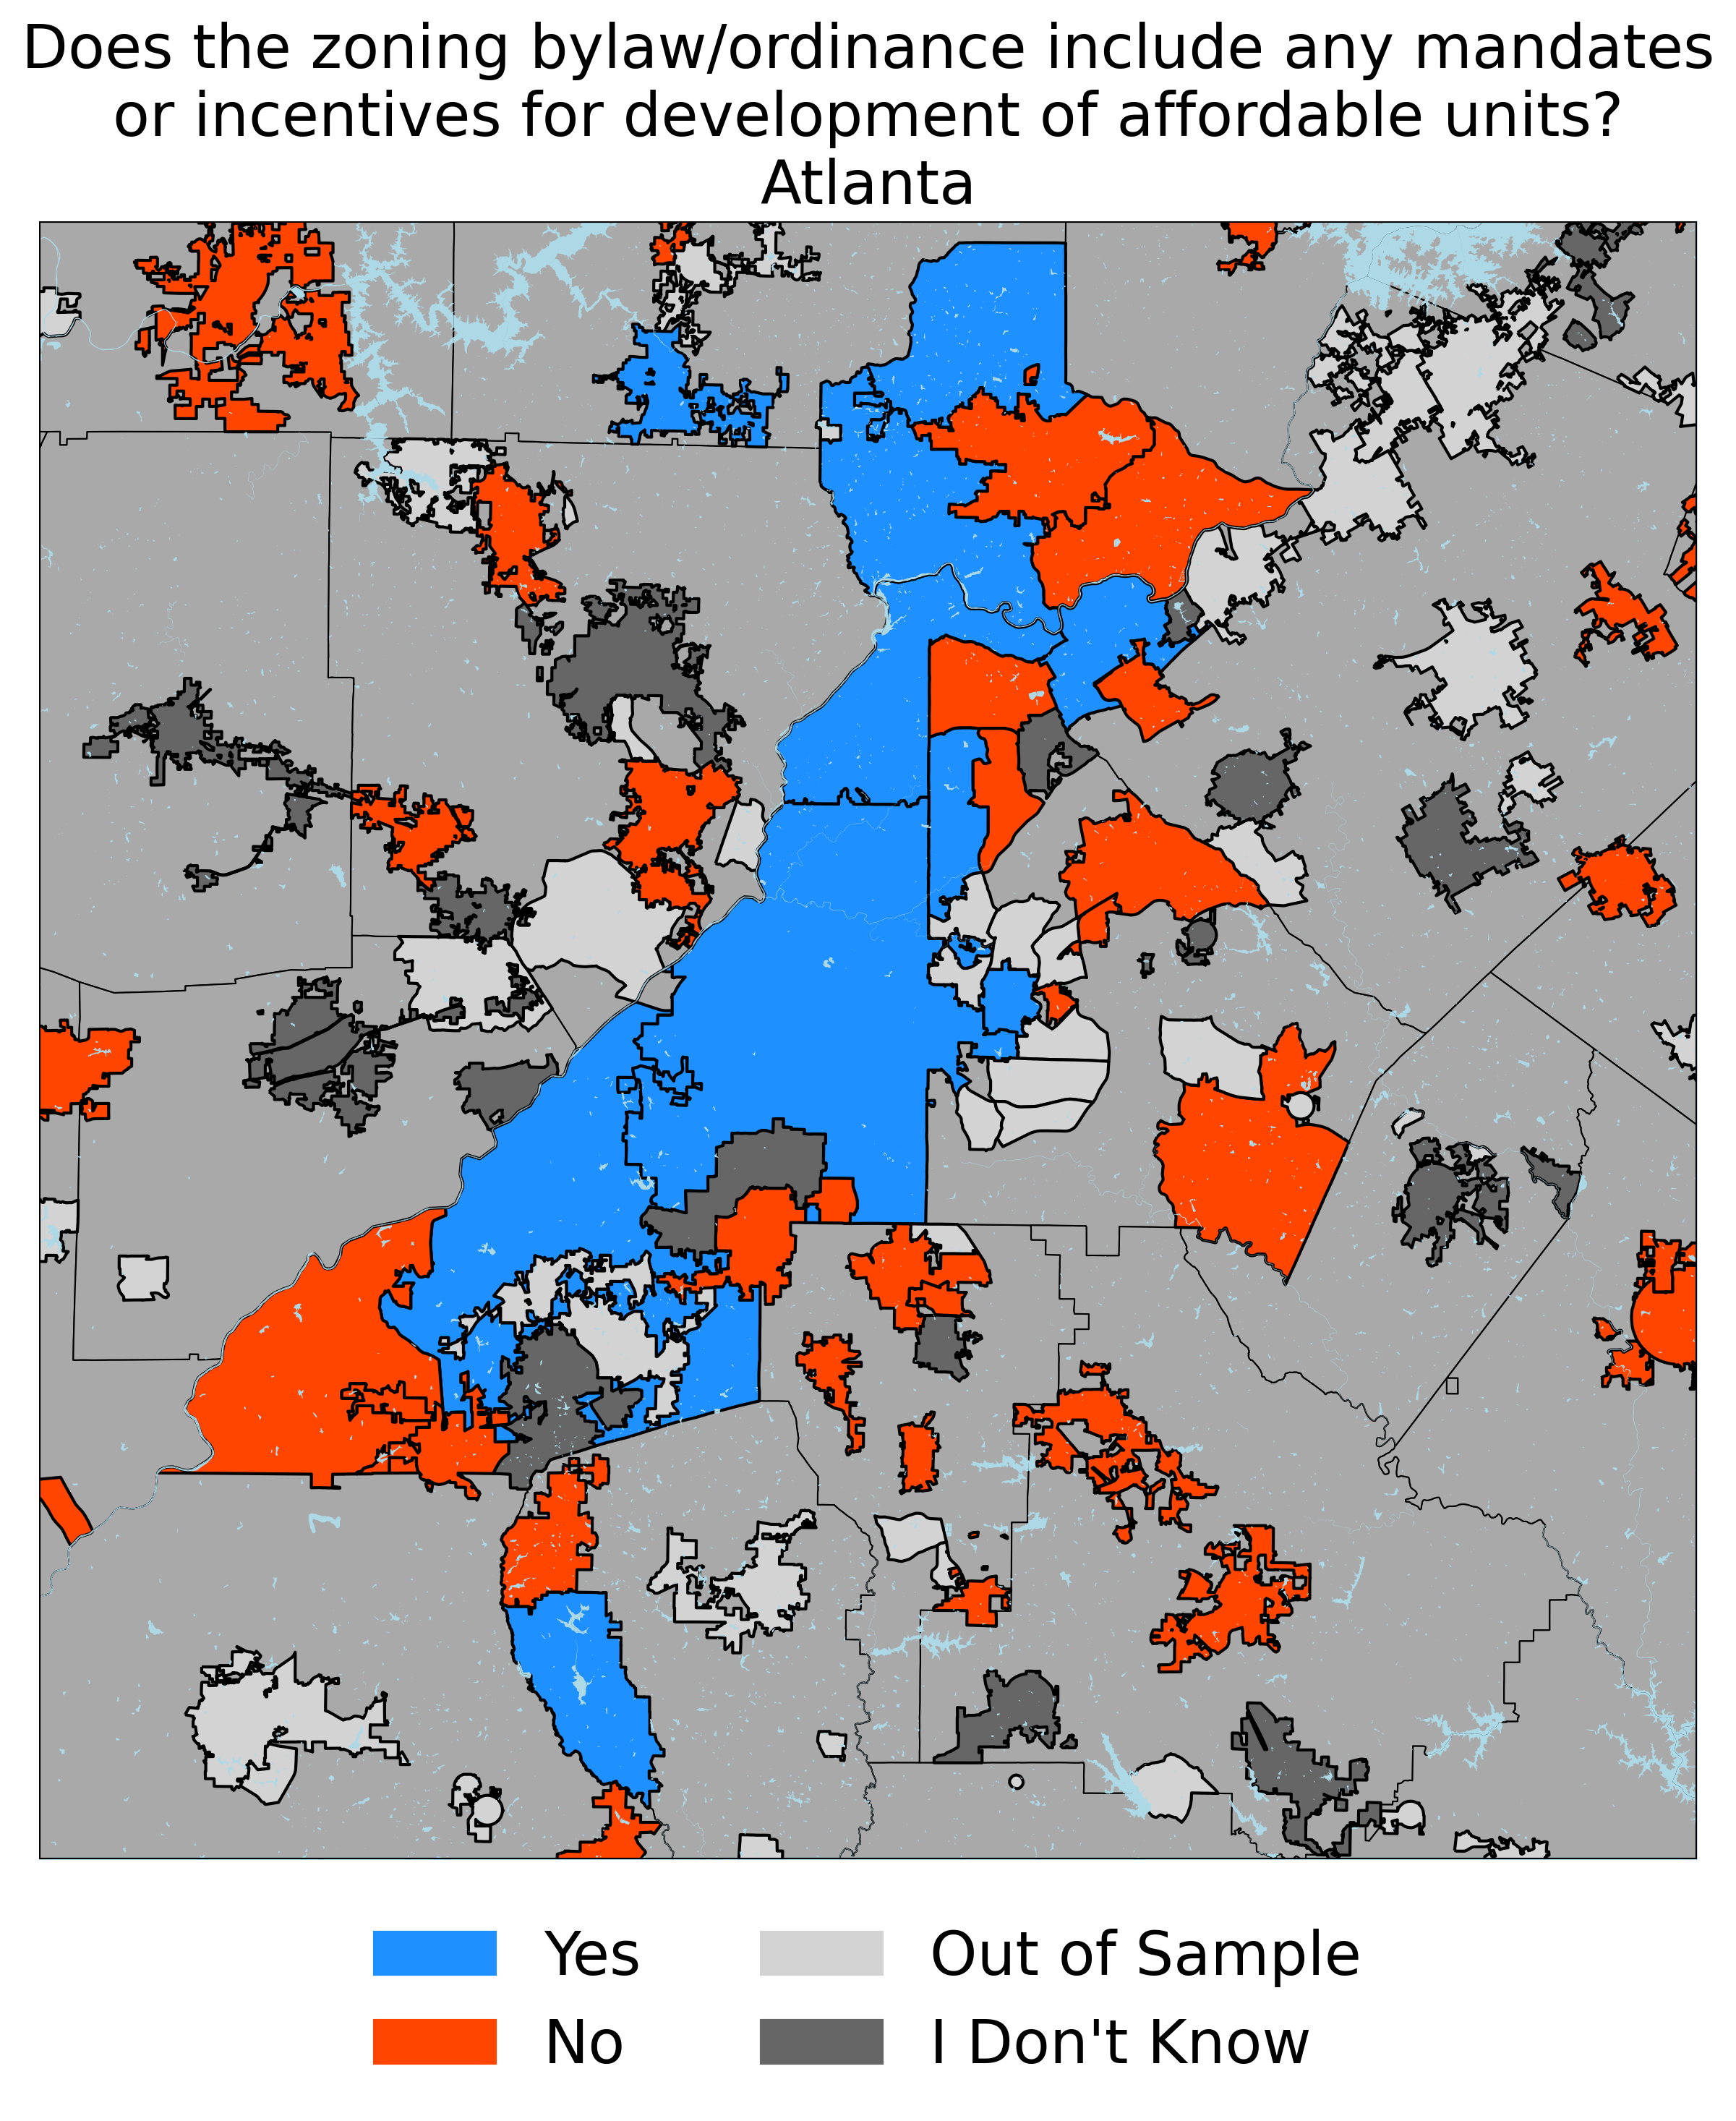 Does the zoning bylaw/ordinance include any mandates
or incentives for development of affordable units?
Atlanta
Yes
Out of Sample
No
I Don't Know